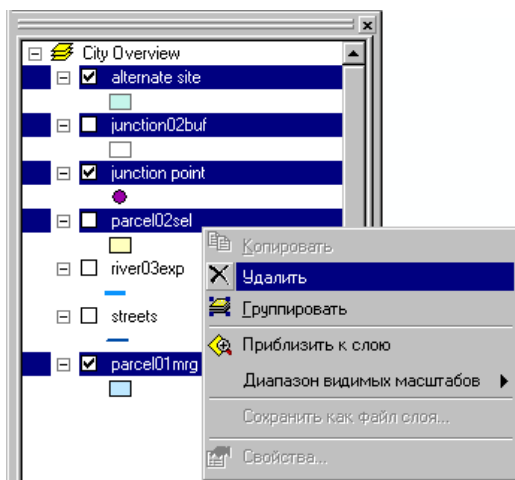 City Overview
alternate site
junction02buf
junction point
parcel02sel
Копировать
river03exp
Удалить
streets
Группировать
Приблизить к слою
parcel01mrg
Диапазон видимых масштабов
Сохранить как файл слоя...
Свойства...